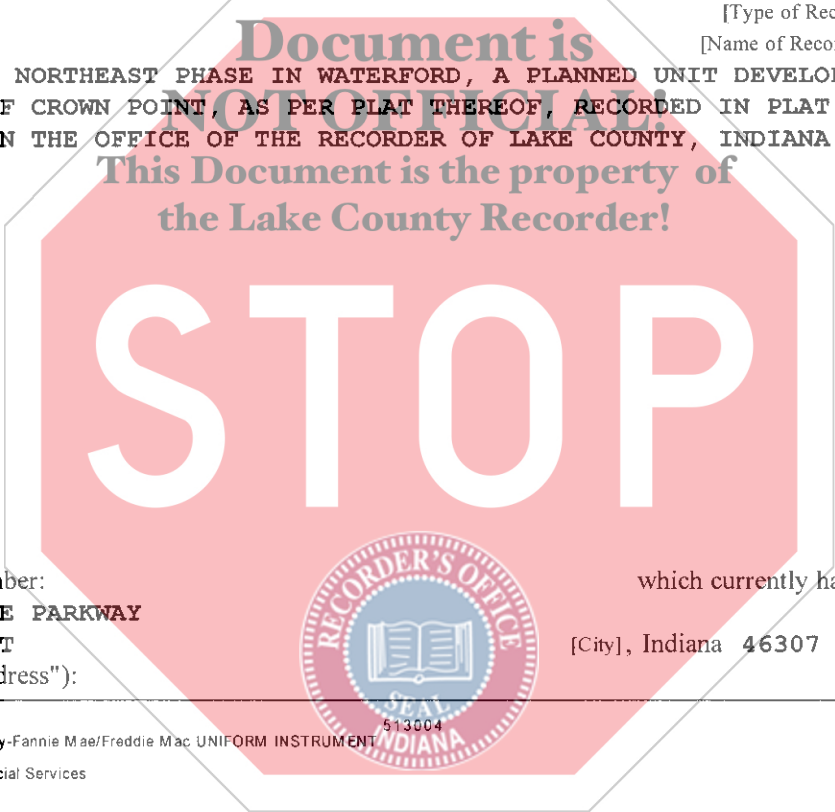 [Type of Rec
Document is
[Name of Recor
NORTHEAST PHASE IN WATERFORD, A PLANNED UNIT DEVELO
F CROWN POINT, AS PER PLAT THEREOF, RECORDED IN PLAT
NOT OFFICIAL!
N THE OFFICE OF THE RECORDER OF LAKE COUNTY, INDIANA
This Document is the property of
the Lake County Recorder!
STOP
RECORDER'S OFFICE
SEAL
INDIANA
ber:
which currently ha
E PARKWAY
T
[City], Indiana 46307
dress"):
513004
y-Fannie Mae/Freddie Mac UNIFORM INSTRUMENT
cial Services